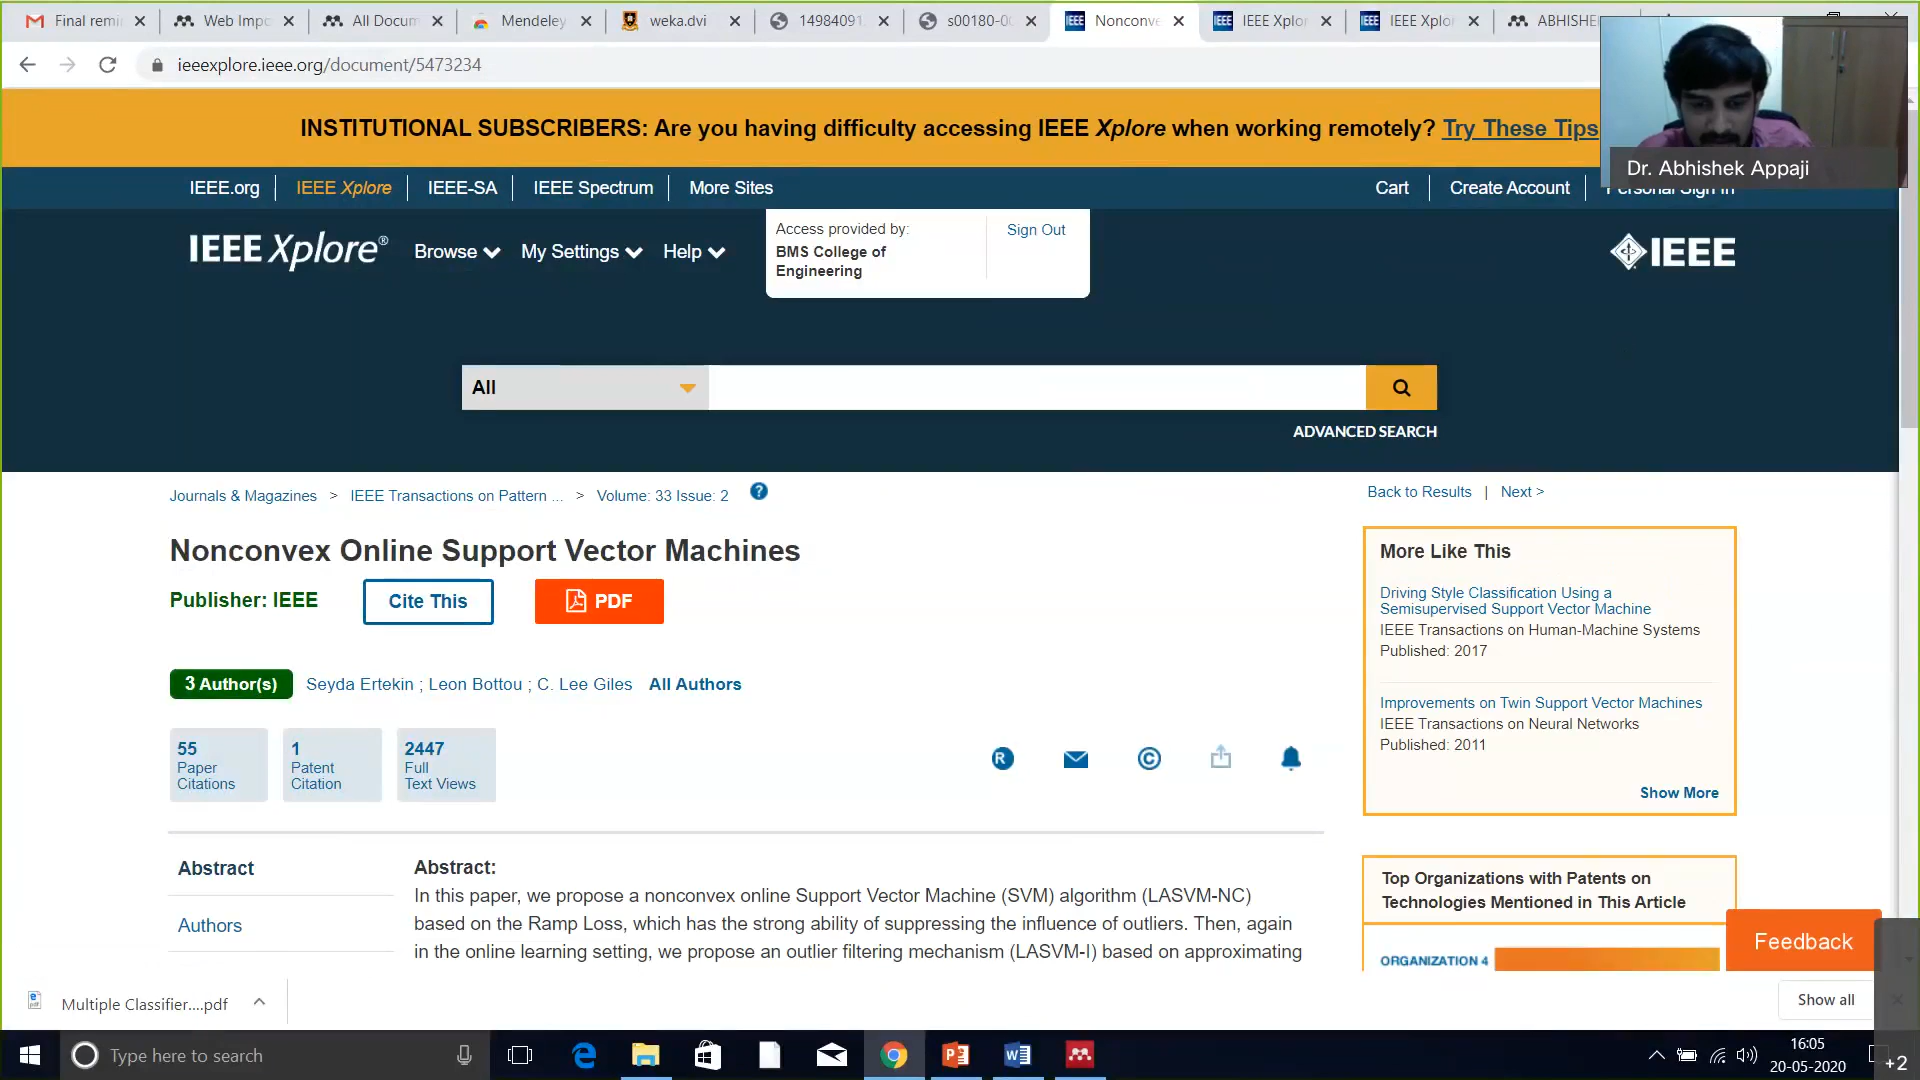 Final remi
Web Impo
All Docum
Mendeley
weka.dvi
14984091
s00180-0
Nonconve
IEEE Xplor
IEEE Xplor
ABHISHE
ieeexplore.ieee.org/document/5473234
INSTITUTIONAL SUBSCRIBERS: Are you having difficulty accessing IEEE Xplore when working remotely? Try These Tips
Dr. Abhishek Appaji
IEEE.org
IEEE Xplore
IEEE-SA
IEEE Spectrum
More Sites
Cart
Create Account
Personal Sign In
IEEE Xplore®
Browse
My Settings
Help
Access provided by:
BMS College of
Engineering
Sign Out
IEEE
All
ADVANCED SEARCH
Journals & Magazines > IEEE Transactions on Pattern ... > Volume: 33 Issue: 2 ?
Back to Results | Next >
Nonconvex Online Support Vector Machines
Publisher: IEEE
Cite This
PDF
3 Author(s)
Seyda Ertekin ; Leon Bottou ; C. Lee Giles
All Authors
55
Paper
Citations
1
Patent
Citation
2447
Full
Text Views
R
©
More Like This
Driving Style Classification Using a
Semisupervised Support Vector Machine
IEEE Transactions on Human-Machine Systems
Published: 2017
Improvements on Twin Support Vector Machines
IEEE Transactions on Neural Networks
Published: 2011
Show More
Abstract
Authors
Abstract:
In this paper, we propose a nonconvex online Support Vector Machine (SVM) algorithm (LASVM-NC)
based on the Ramp Loss, which has the strong ability of suppressing the influence of outliers. Then, again
in the online learning setting, we propose an outlier filtering mechanism (LASVM-I) based on approximating
Top Organizations with Patents on
Technologies Mentioned in This Article
ORGANIZATION 4
Feedback
Multiple Classifier....pdf
Show all
Type here to search
16:05
20-05-2020
+2